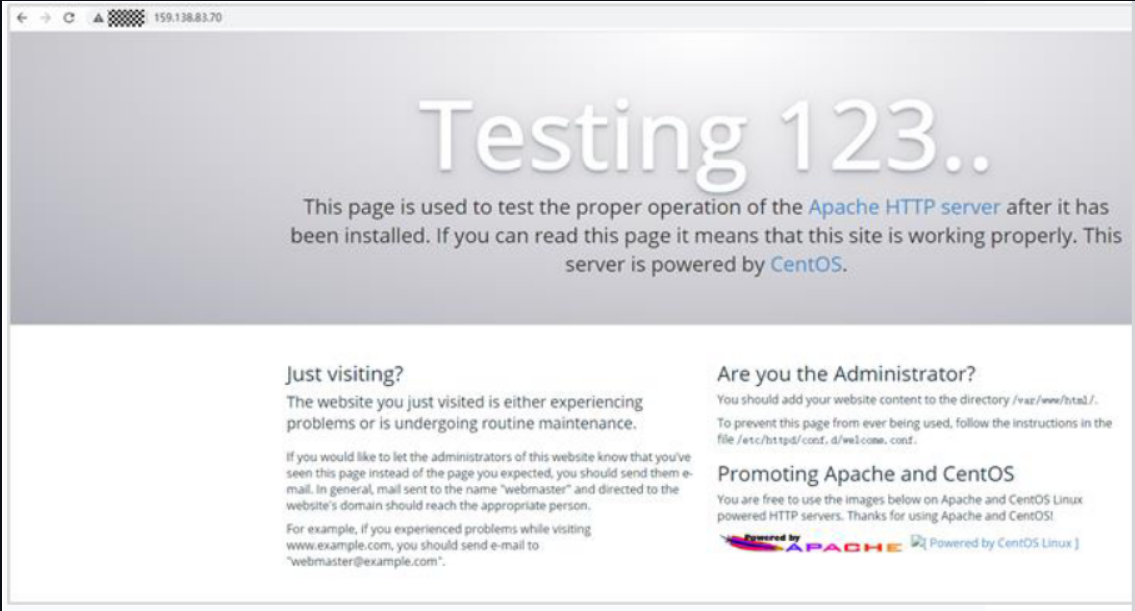 159.138.83.70
Testing 123..
This page is used to test the proper operation of the Apache HTTP server after it has
been installed. If you can read this page it means that this site is working properly. This
server is powered by CentOS.
Just visiting?
The website you just visited is either experiencing
problems or is undergoing routine maintenance.
If you would like to let the administrators of this website know that you've
seen this page instead of the page you expected, you should send them e-
mail. In general, mail sent to the name "webmaster" and directed to the
website's domain should reach the appropriate person.
For example, if you experienced problems while visiting
www.example.com, you should send e-mail to
"webmaster@example.com".
Are you the Administrator?
You should add your website content to the directory /var/www/html/.
To prevent this page from ever being used, follow the instructions in the
file /etc/httpd/conf.d/welcome.conf.
Promoting Apache and CentOS
You are free to use the images below on Apache and CentOS Linux
powered HTTP servers. Thanks for using Apache and CentOS!
Powered by
APACHE
[ Powered by CentOS Linux ]